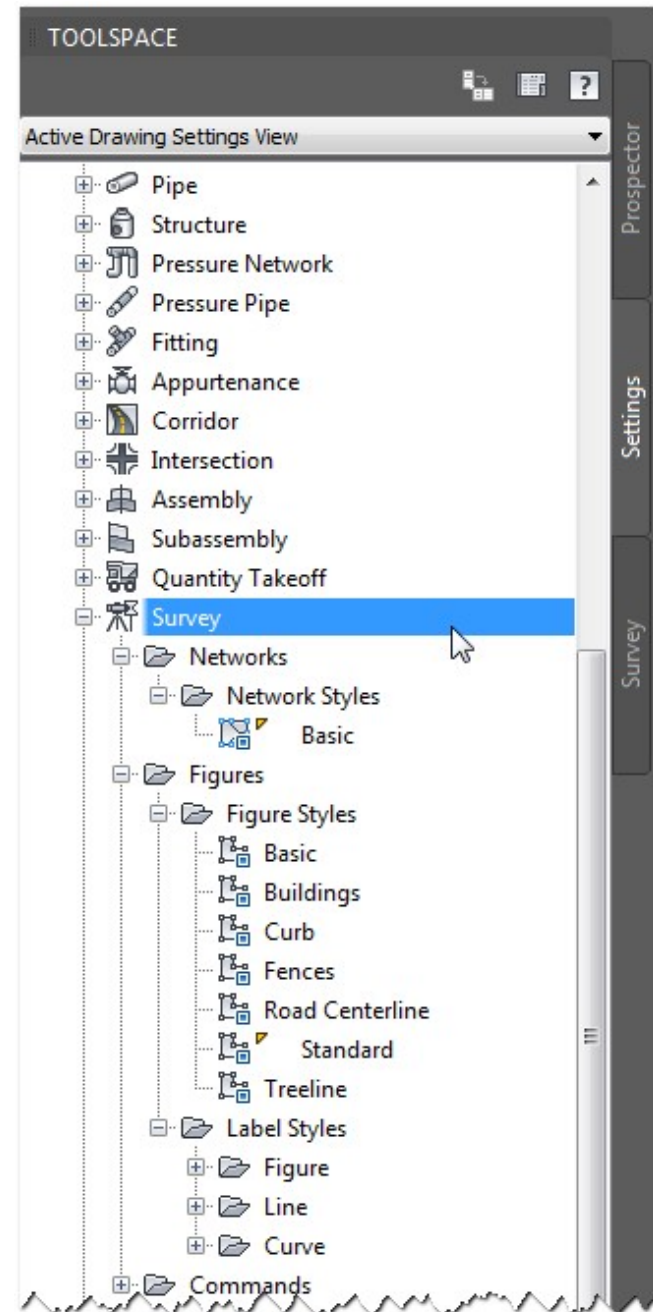 TOOLSPACE
?
Active Drawing Settings View
Pipe
Structure
Pressure Network
Pressure Pipe
Fitting
Appurtenance
Corridor
Intersection
Assembly
Subassembly
Quantity Takeoff
Survey
Networks
Network Styles
Basic
Figures
Figure Styles
Basic
Buildings
Curb
Fences
Road Centerline
Standard
Treeline
Label Styles
Figure
Line
Curve
Commands
Prospector
Settings
Survey